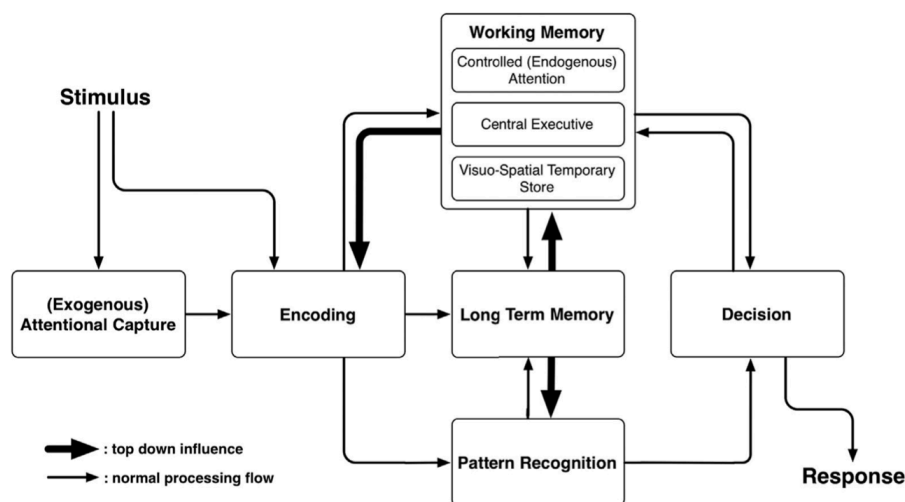 Working Memory
Controlled (Endogenous)
Attention
Stimulus
Central Executive
Visuo-Spatial Temporary
Store
(Exogenous)
Attentional Capture
Encoding
Long Term Memory
Decision
: top down influence
: normal processing flow
Pattern Recognition
Response